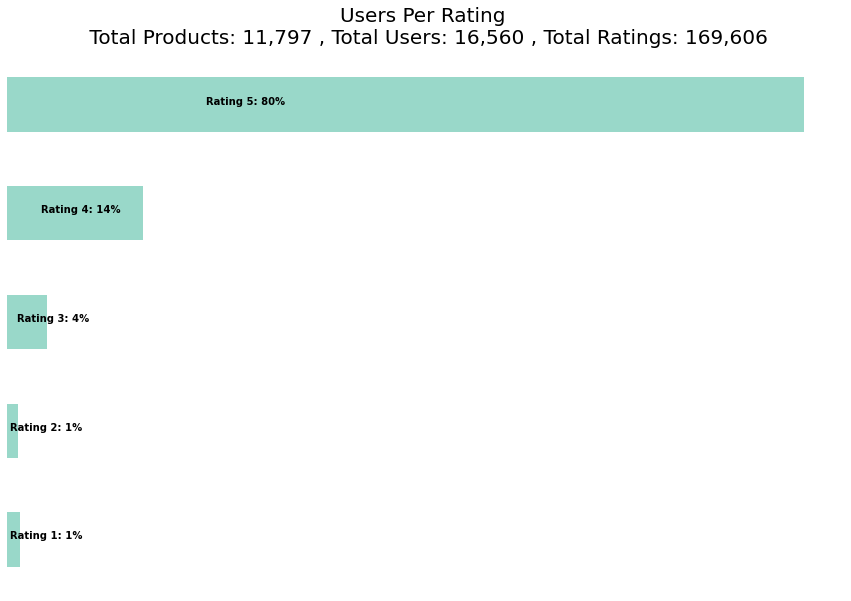 Users Per Rating
Total Products: 11,797 , Total Users: 16,560 , Total Ratings: 169,606
Rating 5: 80%
Rating 4: 14%
Rating 3: 4%
Rating 2: 1%
Rating 1: 1%